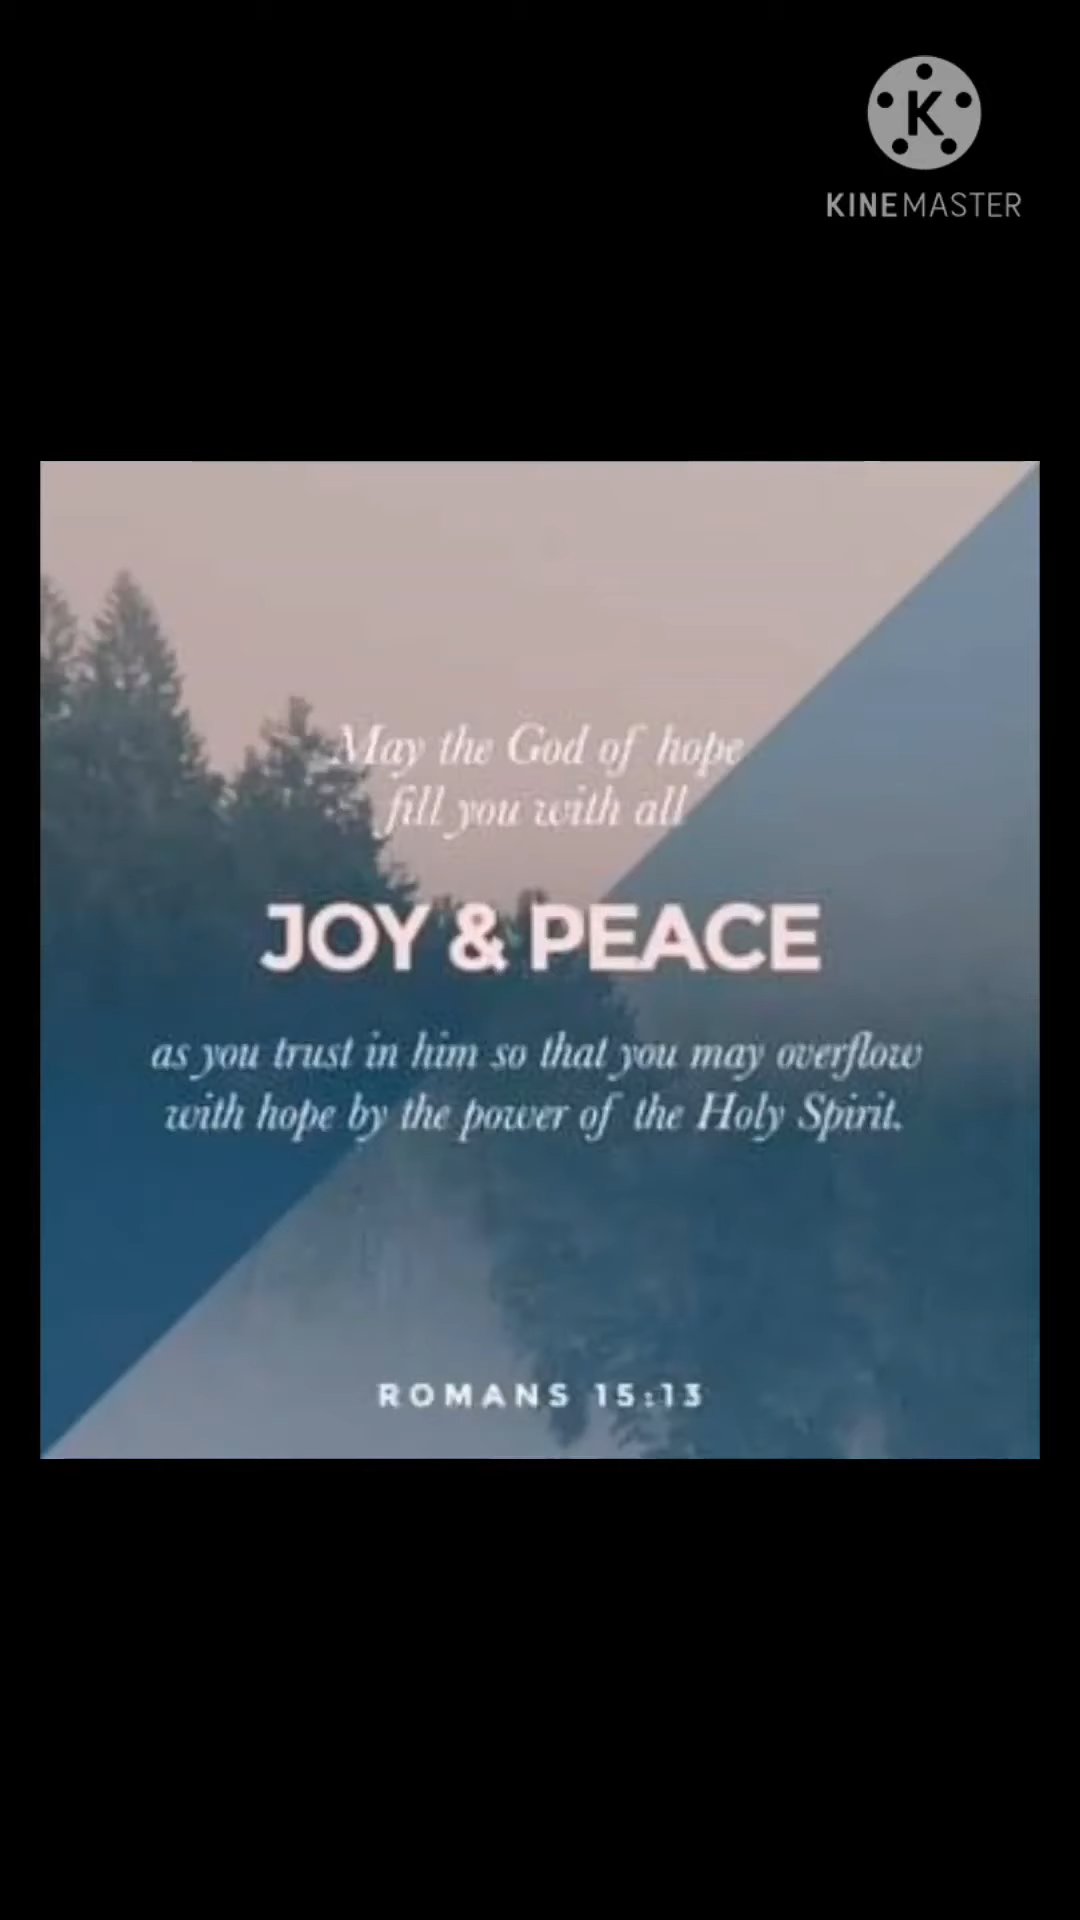 K
KINEMASTER
May the God of hope
fill you with all
JOY & PEACE
as you trust in him so that you may overflow
with hope by the power of the Holy Spirit.
ROMANS 15:13